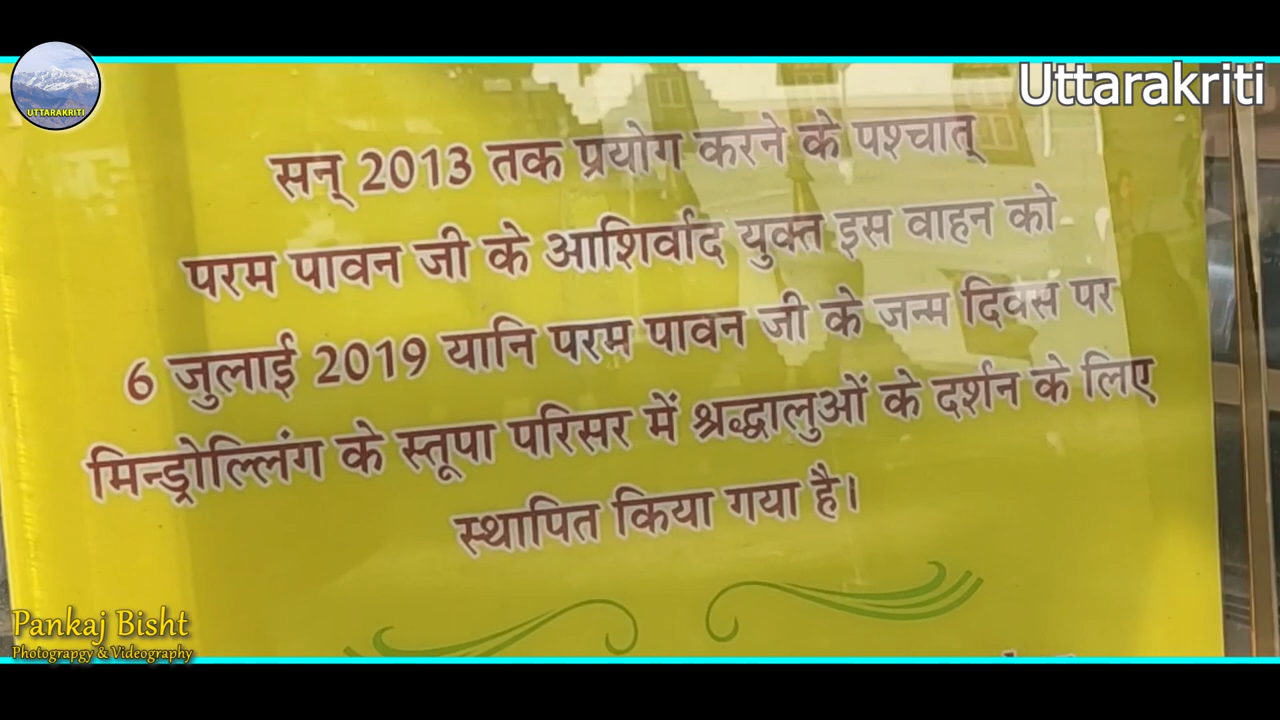 UTTARAKRITI
Uttarakriti
सन् 2013 तक प्रयोग करने के पश्चात्
परम पावन जी के आशिर्वाद युक्त इस वाहन को
6 जुलाई 2019 यानि परम पावन जी के जन्म दिवस पर
मिन्ड्रोल्लिंग के स्तूपा परिसर में श्रद्धालुओं के दर्शन के लिए
स्थापित किया गया है।
Pankaj Bisht
Photograpgy & Videography